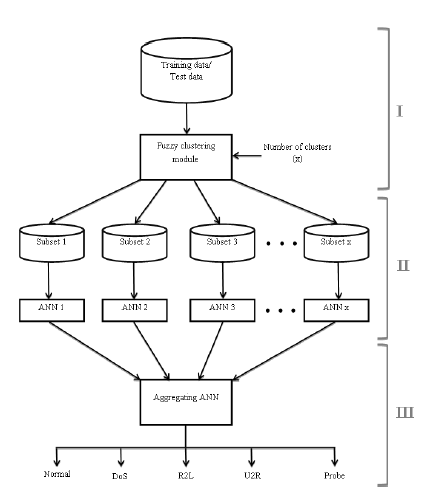 Training data/
Test data
I
Fuzzy clustering
module
Number of clusters
(x)
Subset 1
Subset 2
Subset 3
• • •
Subset x
II
ANN 1
ANN 2
ANN 3
• • •
ANN x
Aggregating ANN
III
Normal
DoS
R2L
U2R
Probe